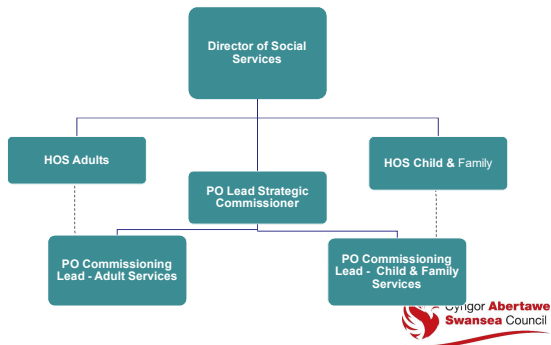 Director of Social
Services
HOS Adults
HOS Child & Family
PO Lead Strategic
Commissioner
PO Commissioning
Lead - Adult Services
PO Commissioning
Lead - Child & Family
Services
Cyngor Abertawe
Swansea Council